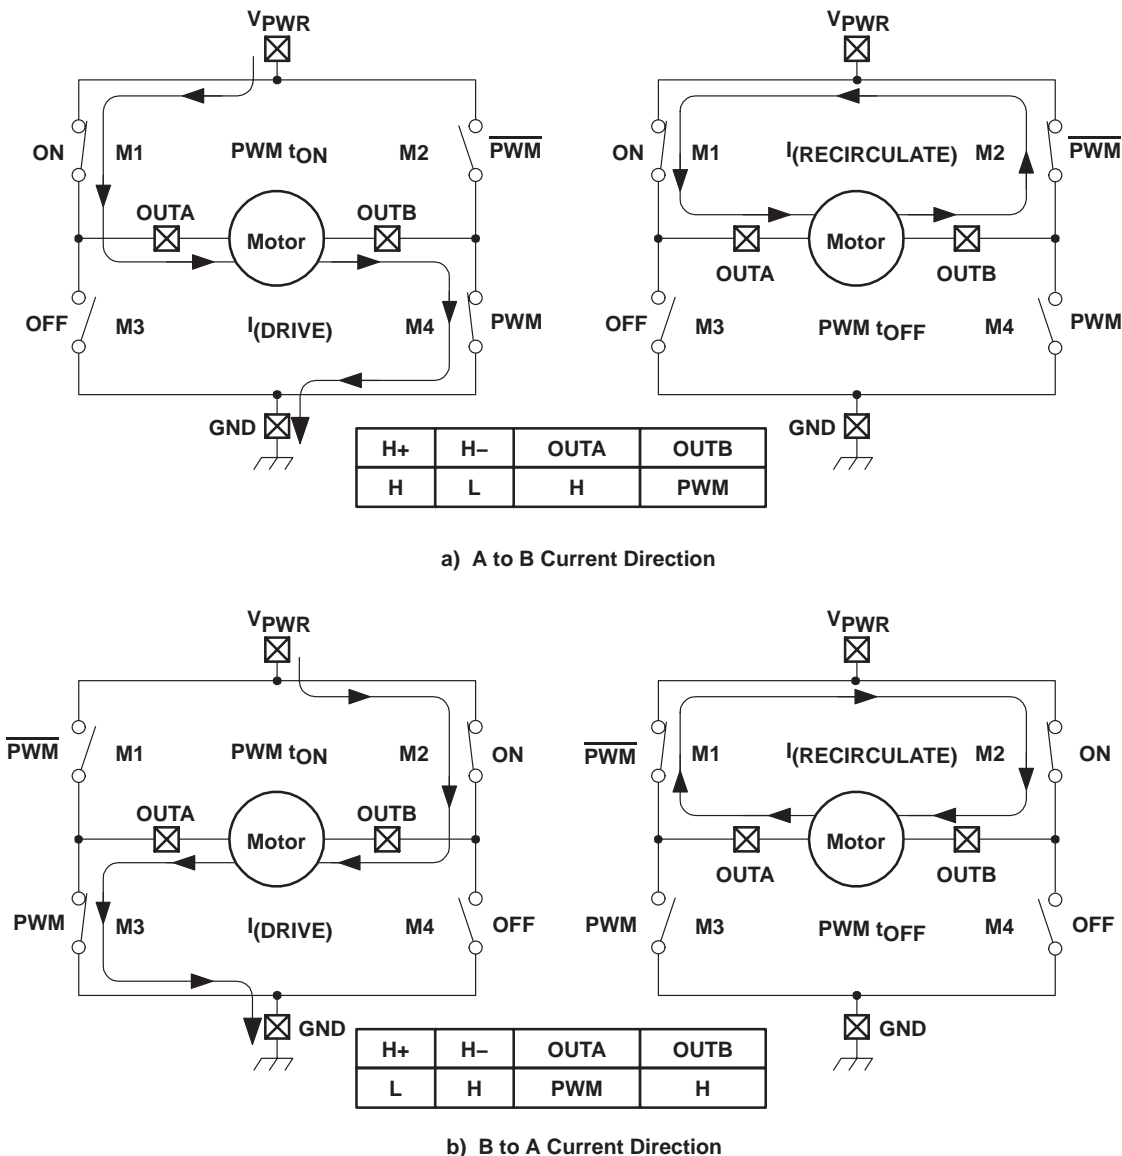 VPWR
VPWR
ON
M1
PWM tON
M2
PWM
ON
M1
I(RECIRCULATE)
M2
PWM
OUTA
Motor
OUTB
Motor
OUTA
OUTB
OFF
M3
I(DRIVE)
M4
PWM
OFF
M3
PWM tOFF
M4
PWM
GND
GND
H+ H– OUTA OUTB
H L H PWM
a) A to B Current Direction
VPWR
VPWR
PWM
M1
PWM tON
M2
ON
PWM
M1
I(RECIRCULATE)
M2
ON
OUTA
Motor
OUTB
Motor
OUTA
OUTB
PWM
M3
I(DRIVE)
M4
OFF
PWM
M3
PWM tOFF
M4
OFF
GND
GND
H+ H– OUTA OUTB
L H PWM H
b) B to A Current Direction